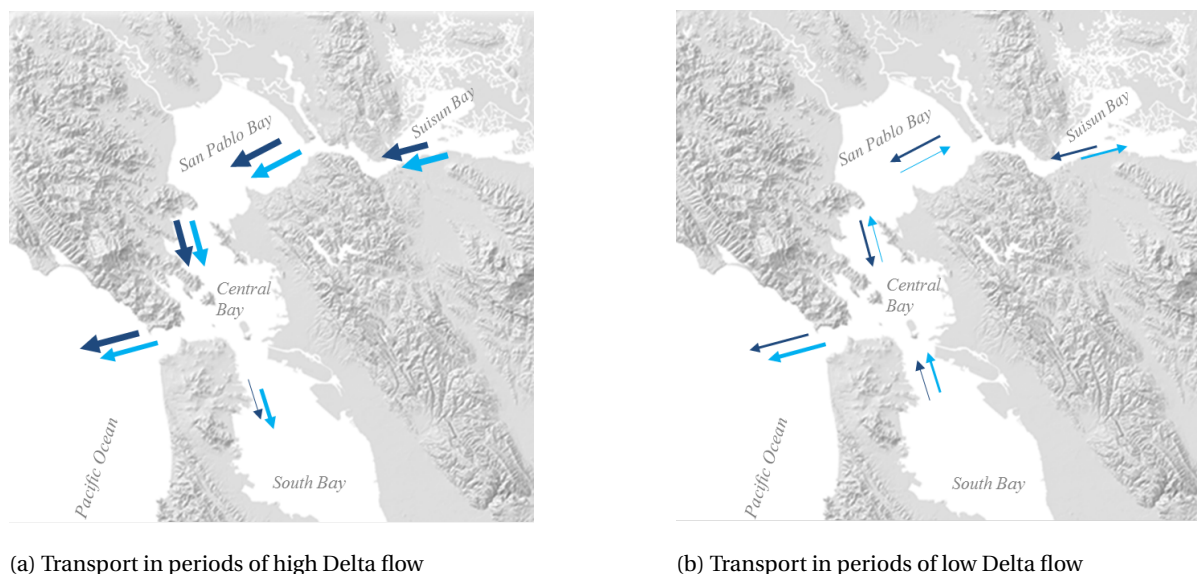 San Pablo Bay
Suisun Bay
Central
Bay
Pacific Ocean
South Bay
(a) Transport in periods of high Delta flow
San Pablo Bay
Suisun Bay
Central
Bay
Pacific Ocean
South Bay
(b) Transport in periods of low Delta flow